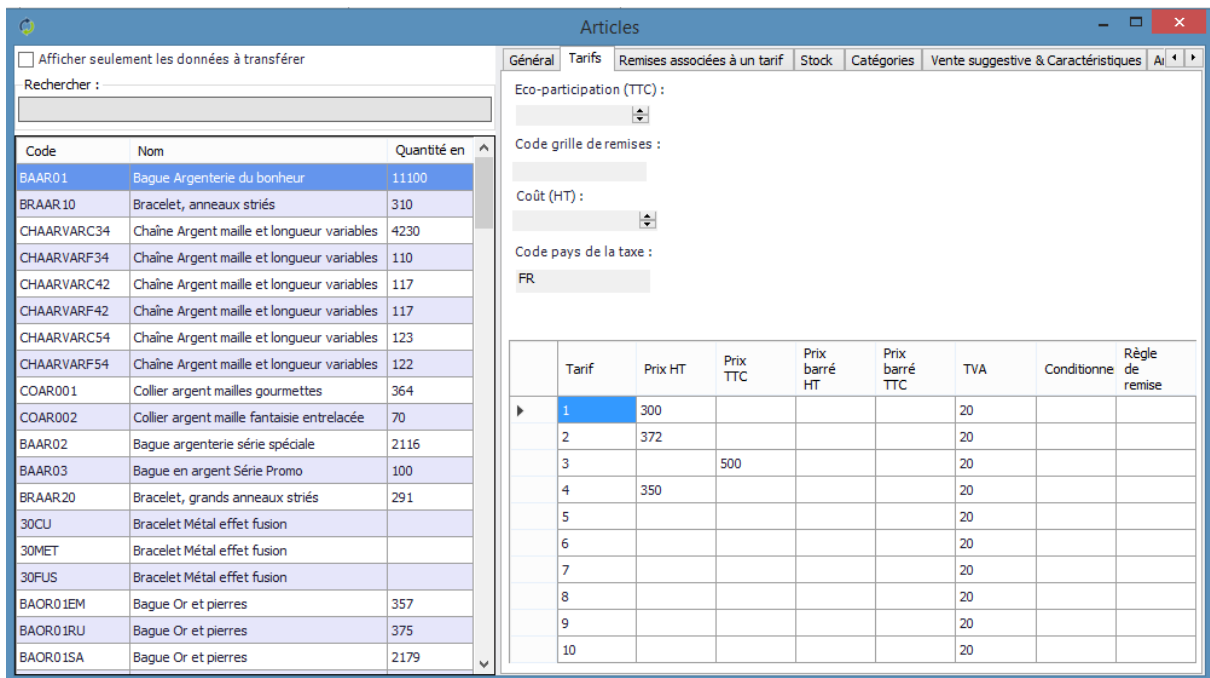 Articles
Afficher seulement les données à transférer
Rechercher :
Code Nom Quantité en
BAAR01 Bague Argenterie du bonheur 11100
BRAAR10 Bracelet, anneaux striés 310
CHAARVARC34 Chaîne Argent maille et longueur variables 4230
CHAARVARF34 Chaîne Argent maille et longueur variables 110
CHAARVARC42 Chaîne Argent maille et longueur variables 117
CHAARVARF42 Chaîne Argent maille et longueur variables 117
CHAARVARC54 Chaîne Argent maille et longueur variables 123
CHAARVARF54 Chaîne Argent maille et longueur variables 122
COAR001 Collier argent mailles gourmettes 364
COAR002 Collier argent maille fantaisie entrelacée 70
BAAR02 Bague argenterie série spéciale 2116
BAAR03 Bague en argent Série Promo 100
BRAAR20 Bracelet, grands anneaux striés 291
30CU Bracelet Métal effet fusion
30MET Bracelet Métal effet fusion
30FUS Bracelet Métal effet fusion
BAOR01EM Bague Or et pierres 357
BAOR01RU Bague Or et pierres 375
BAOR01SA Bague Or et pierres 2179
Général Tarifs Remises associées à un tarif Stock Catégories Vente suggestive & Caractéristiques
Eco-participation (TTC) :
Code grille de remises :
Coût (HT) :
Code pays de la taxe :
FR
Tarif Prix HT Prix TTC Prix barré HT Prix barré TTC TVA Conditionne Règle de remise
1 300 20
2 372 20
3 500 20
4 350 20
5 20
6 20
7 20
8 20
9 20
10 20